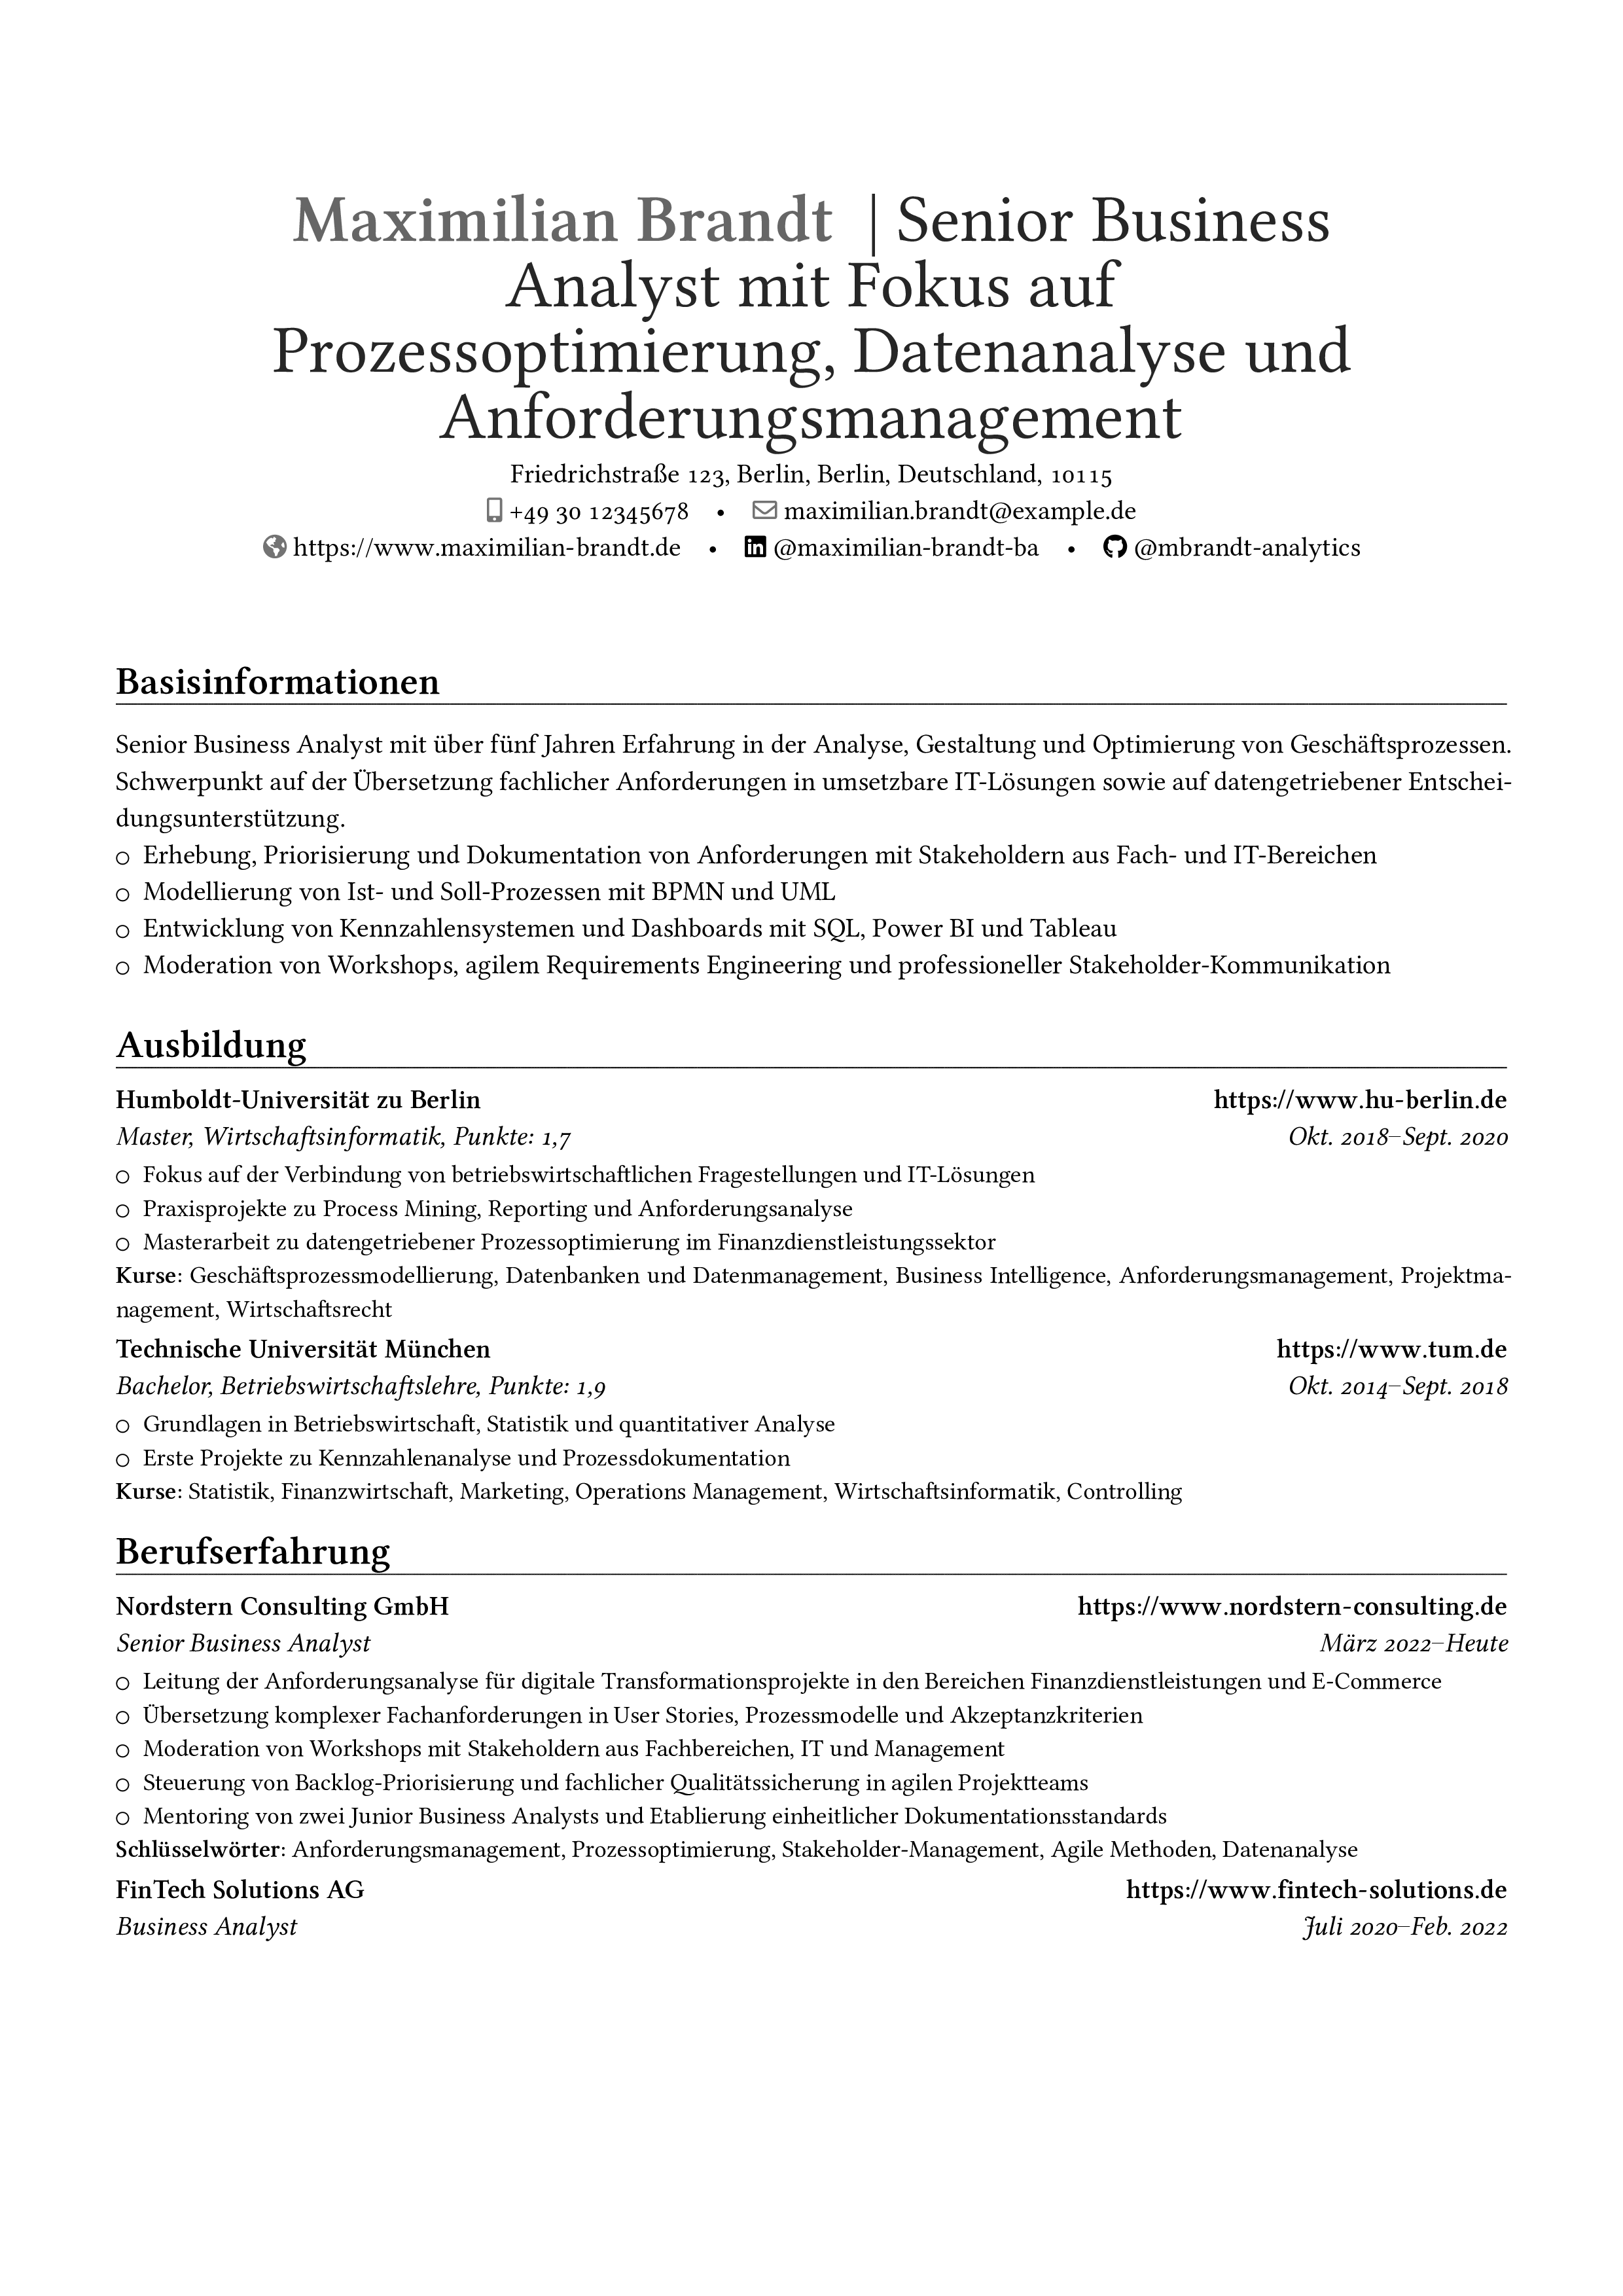 Maximilian Brandt | Senior Business
Analyst mit Fokus auf
Prozessoptimierung, Datenanalyse und
Anforderungsmanagement
Friedrichstraße 123, Berlin, Berlin, Deutschland, 10115
+49 30 12345678 • maximilian.brandt@example.de
https://www.maximilian-brandt.de • @maximilian-brandt-ba • @mbrandt-analytics
Basisinformationen
Senior Business Analyst mit über fünf Jahren Erfahrung in der Analyse, Gestaltung und Optimierung von Geschäftsprozessen.
Schwerpunkt auf der Übersetzung fachlicher Anforderungen in umsetzbare IT-Lösungen sowie auf datengetriebener Entschei-
dungsunterstützung.
○ Erhebung, Priorisierung und Dokumentation von Anforderungen mit Stakeholdern aus Fach- und IT-Bereichen
○ Modellierung von Ist- und Soll-Prozessen mit BPMN und UML
○ Entwicklung von Kennzahlensystemen und Dashboards mit SQL, Power BI und Tableau
○ Moderation von Workshops, agilem Requirements Engineering und professioneller Stakeholder-Kommunikation
Ausbildung
Humboldt-Universität zu Berlin https://www.hu-berlin.de
Master, Wirtschaftsinformatik, Punkte: 1,7 Okt. 2018–Sept. 2020
○ Fokus auf der Verbindung von betriebswirtschaftlichen Fragestellungen und IT-Lösungen
○ Praxisprojekte zu Process Mining, Reporting und Anforderungsanalyse
○ Masterarbeit zu datengetriebener Prozessoptimierung im Finanzdienstleistungssektor
Kurse: Geschäftsprozessmodellierung, Datenbanken und Datenmanagement, Business Intelligence, Anforderungsmanagement, Projektma-
nagement, Wirtschaftsrecht
Technische Universität München https://www.tum.de
Bachelor, Betriebswirtschaftslehre, Punkte: 1,9 Okt. 2014–Sept. 2018
○ Grundlagen in Betriebswirtschaft, Statistik und quantitativer Analyse
○ Erste Projekte zu Kennzahlenanalyse und Prozessdokumentation
Kurse: Statistik, Finanzwirtschaft, Marketing, Operations Management, Wirtschaftsinformatik, Controlling
Berufserfahrung
Nordstern Consulting GmbH https://www.nordstern-consulting.de
Senior Business Analyst März 2022–Heute
○ Leitung der Anforderungsanalyse für digitale Transformationsprojekte in den Bereichen Finanzdienstleistungen und E-Commerce
○ Übersetzung komplexer Fachanforderungen in User Stories, Prozessmodelle und Akzeptanzkriterien
○ Moderation von Workshops mit Stakeholdern aus Fachbereichen, IT und Management
○ Steuerung von Backlog-Priorisierung und fachlicher Qualitätssicherung in agilen Projektteams
○ Mentoring von zwei Junior Business Analysts und Etablierung einheitlicher Dokumentationsstandards
Schlüsselwörter: Anforderungsmanagement, Prozessoptimierung, Stakeholder-Management, Agile Methoden, Datenanalyse
FinTech Solutions AG https://www.fintech-solutions.de
Business Analyst Juli 2020–Feb. 2022